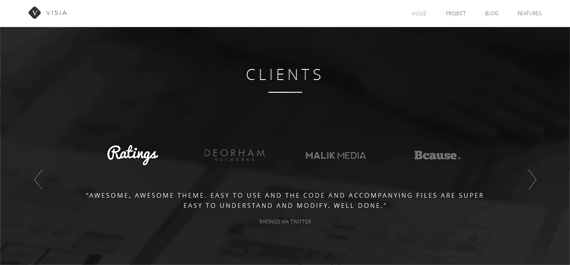 VISIA
HOME PROJECT BLOG FEATURES
CLIENTS
Ratings
DEORHAM
NETWORKS
MALIK MEDIA
Bcause.
"AWESOME, AWESOME THEME. EASY TO USE AND THE CODE AND ACCOMPANYING FILES ARE SUPER
EASY TO UNDERSTAND AND MODIFY. WELL DONE."
RATINGS VIA TWITTER